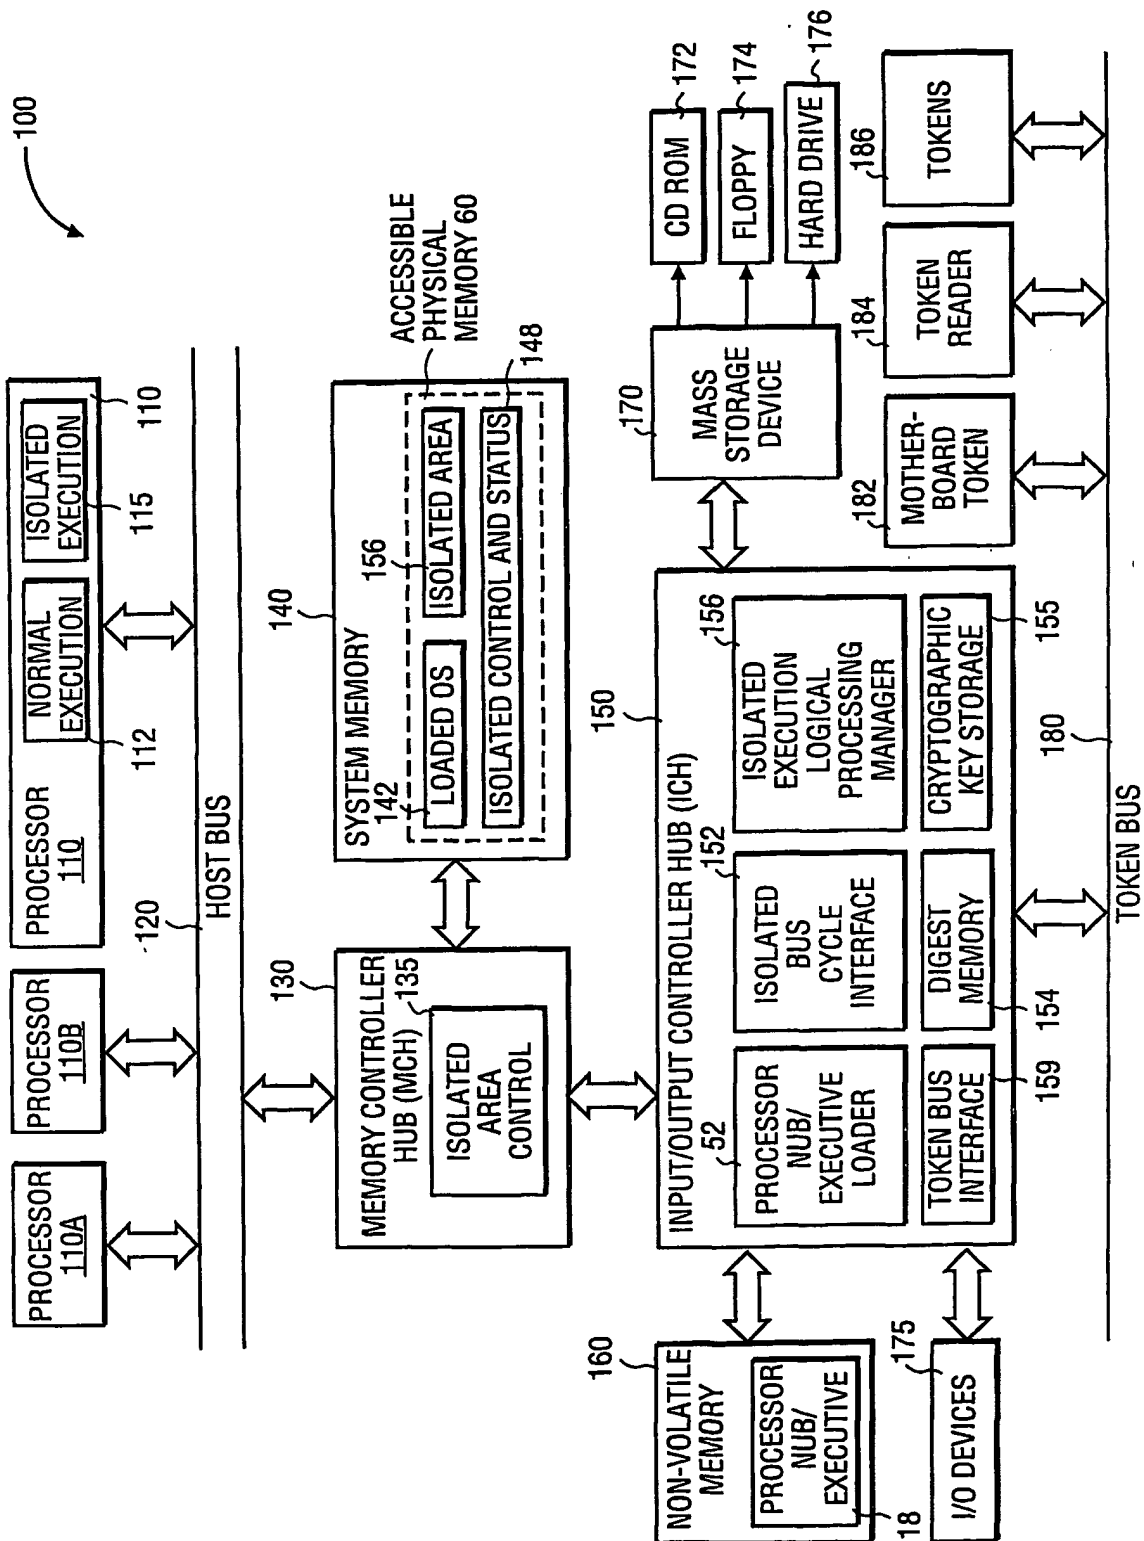 100
PROCESSOR
110A
PROCESSOR
110B
PROCESSOR
110
NORMAL
EXECUTION
112
ISOLATED
EXECUTION
115
110
120
HOST BUS
130
MEMORY CONTROLLER
HUB (MCH)
135
ISOLATED
AREA
CONTROL
140
SYSTEM MEMORY
142
LOADED OS
156
ISOLATED AREA
ISOLATED CONTROL AND STATUS
148
ACCESSIBLE
PHYSICAL
MEMORY 60
150
INPUT/OUTPUT CONTROLLER HUB (ICH)
52
PROCESSOR
NUB/
EXECUTIVE
LOADER
152
ISOLATED
BUS
CYCLE
INTERFACE
156
ISOLATED
EXECUTION
LOGICAL
PROCESSING
MANAGER
TOKEN BUS
INTERFACE
159
DIGEST
MEMORY
154
CRYPTOGRAPHIC
KEY STORAGE
155
160
NON-VOLATILE
MEMORY
PROCESSOR
NUB/
EXECUTIVE
18
175
I/O DEVICES
170
MASS
STORAGE
DEVICE
CD ROM
172
FLOPPY
174
HARD DRIVE
176
182
MOTHER-
BOARD
TOKEN
184
TOKEN
READER
186
TOKENS
180
TOKEN BUS